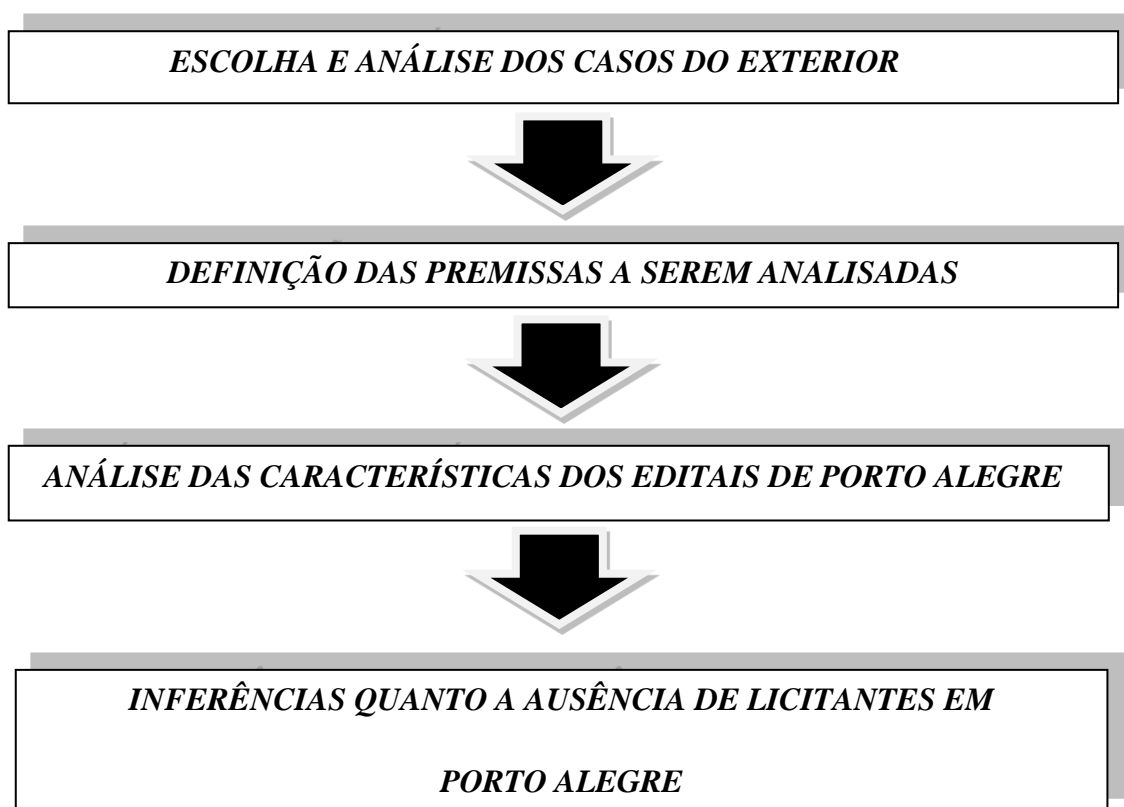 ESCOLHA E ANÁLISE DOS CASOS DO EXTERIOR
DEFINIÇÃO DAS PREMISSAS A SEREM ANALISADAS
ANÁLISE DAS CARACTERÍSTICAS DOS EDITAIS DE PORTO ALEGRE
INFERÊNCIAS QUANTO A AUSÊNCIA DE LICITANTES EM
PORTO ALEGRE